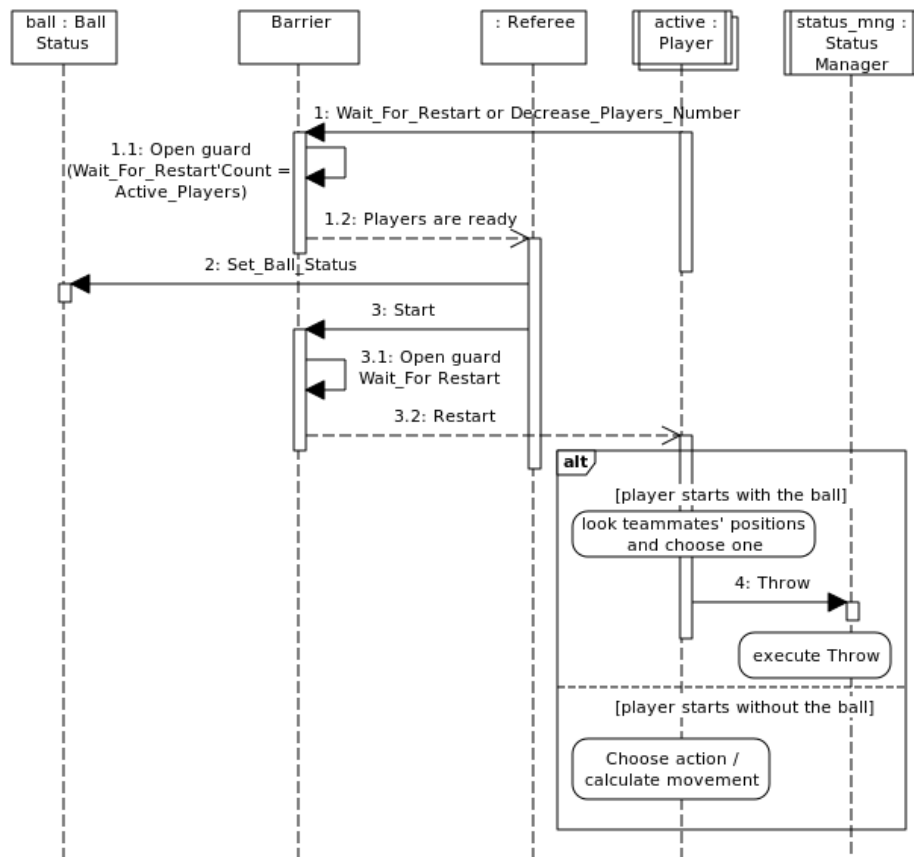 ball : Ball
Status
Barrier
: Referee
active :
Player
status_mng :
Status
Manager
1: Wait_For_Restart or Decrease_Players_Number
1.1: Open guard
(Wait_For_Restart'Count =
Active_Players)
1.2: Players are ready
2: Set_Ball_Status
3: Start
3.1: Open guard
Wait_For Restart
3.2: Restart
alt
[player starts with the ball]
look teammates' positions
and choose one
4: Throw
execute Throw
[player starts without the ball]
Choose action /
calculate movement